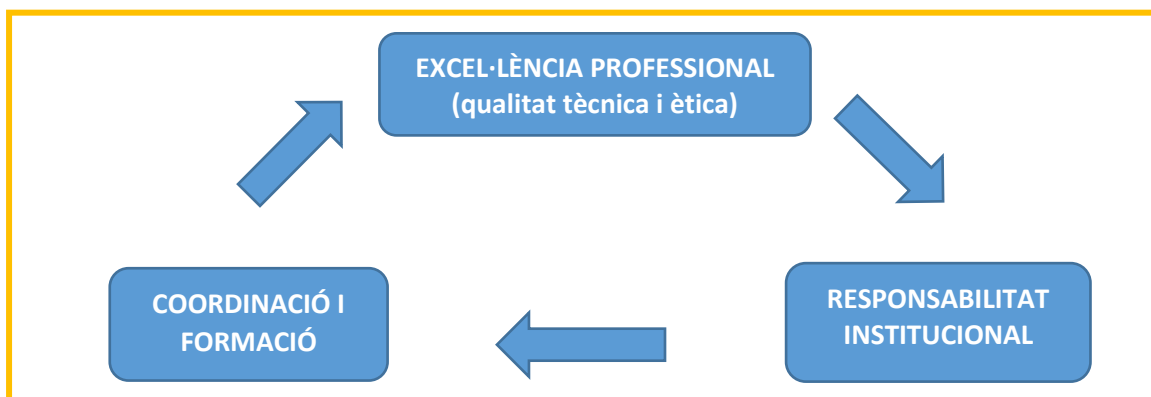 EXCEL·LÈNCIA PROFESSIONAL
(qualitat tècnica i ètica)
COORDINACIÓ I
FORMACIÓ
RESPONSABILITAT
INSTITUCIONAL